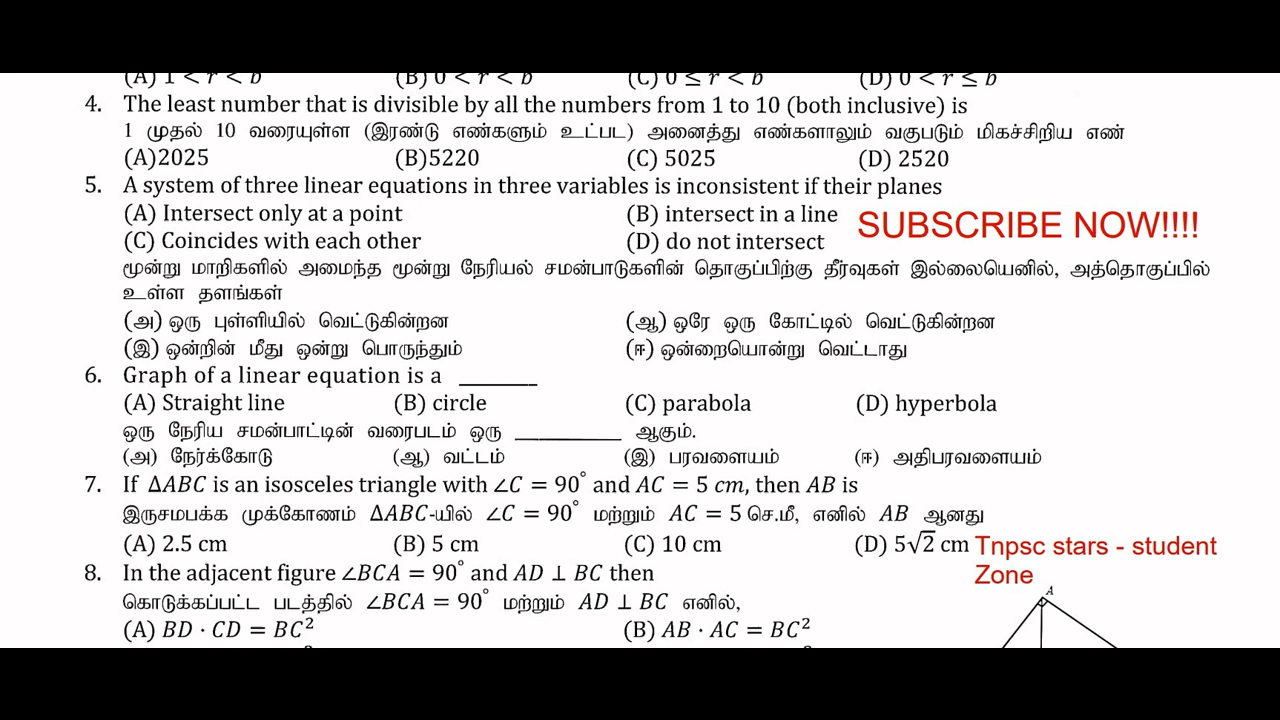 (A) 1 < r < b (B) 0 < r < b (C) 0 ≤ r < b (D) 0 < r ≤ b
4. The least number that is divisible by all the numbers from 1 to 10 (both inclusive) is
1 முதல் 10 வரையுள்ள (இரண்டு எண்களும் உட்பட) அனைத்து எண்களாலும் வகுபடும் மிகச்சிறிய எண்
(A)2025 (B)5220 (C) 5025 (D) 2520
5. A system of three linear equations in three variables is inconsistent if their planes
(A) Intersect only at a point (B) intersect in a line
SUBSCRIBE NOW!!!!
(C) Coincides with each other (D) do not intersect
மூன்று மாறிகளில் அமைந்த மூன்று நேரியல் சமன்பாடுகளின் தொகுப்பிற்கு தீர்வுகள் இல்லையெனில், அத்தொகுப்பில்
உள்ள தளங்கள்
(அ) ஒரு புள்ளியில் வெட்டுகின்றன (ஆ) ஒரே ஒரு கோட்டில் வெட்டுகின்றன
(இ) ஒன்றின் மீது ஒன்று பொருந்தும் (ஈ) ஒன்றையொன்று வெட்டாது
6. Graph of a linear equation is a ________
(A) Straight line (B) circle (C) parabola (D) hyperbola
ஒரு நேரிய சமன்பாட்டின் வரைபடம் ஒரு ___________ ஆகும்.
(அ) நேர்க்கோடு (ஆ) வட்டம் (இ) பரவளையம் (ஈ) அதிபரவளையம்
7. If ΔABC is an isosceles triangle with ∠C = 90° and AC = 5 cm, then AB is
இருசமபக்க முக்கோணம் ΔABC-யில் ∠C = 90° மற்றும் AC = 5 செ.மீ, எனில் AB ஆனது
(A) 2.5 cm (B) 5 cm (C) 10 cm (D) 5√2 cm
Tnpsc stars - student
Zone
8. In the adjacent figure ∠BCA = 90° and AD ⊥ BC then
கொடுக்கப்பட்ட படத்தில் ∠BCA = 90° மற்றும் AD ⊥ BC எனில்,
(A) BD · CD = BC² (B) AB · AC = BC²
A